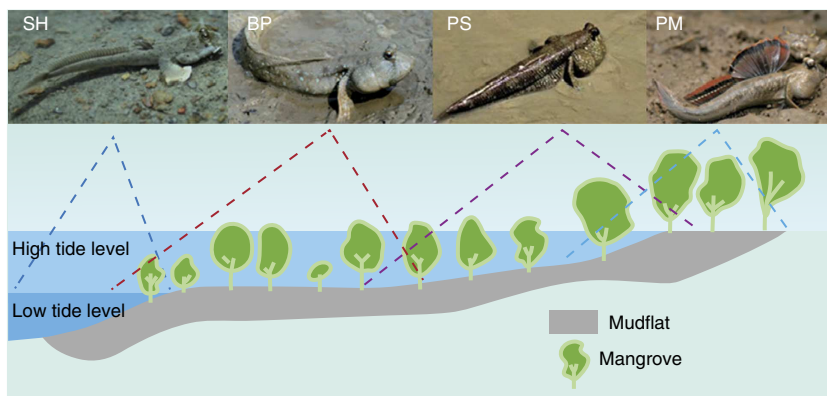 SH
BP
PS
PM
High tide level
Low tide level
Mudflat
Mangrove